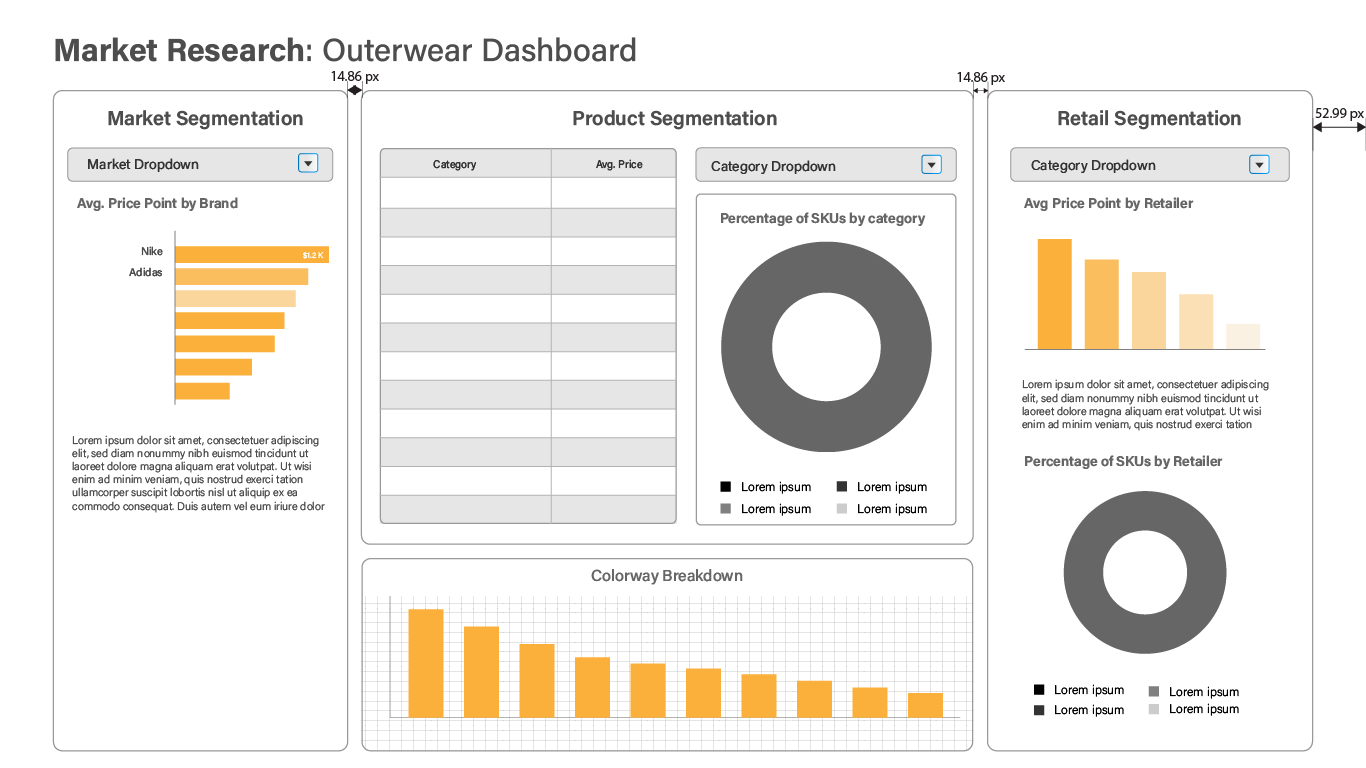 Market Research: Outerwear Dashboard
14.86 px
14.86 px
52.99 px
Market Segmentation
Market Dropdown
Avg. Price Point by Brand
Nike
$1.2 K
Adidas
Lorem ipsum dolor sit amet, consectetuer adipiscing
elit, sed diam nonummy nibh euismod tincidunt ut
laoreet dolore magna aliquam erat volutpat. Ut wisi
enim ad minim veniam, quis nostrud exerci tation
ullamcorper suscipit lobortis nisl ut aliquip ex ea
commodo consequat. Duis autem vel eum iriure dolor
Product Segmentation
Category
Avg. Price
Category Dropdown
Percentage of SKUs by category
Lorem ipsum
Lorem ipsum
Lorem ipsum
Lorem ipsum
Colorway Breakdown
Retail Segmentation
Category Dropdown
Avg Price Point by Retailer
Lorem ipsum dolor sit amet, consectetuer adipiscing
elit, sed diam nonummy nibh euismod tincidunt ut
laoreet dolore magna aliquam erat volutpat. Ut wisi
enim ad minim veniam, quis nostrud exerci tation
Percentage of SKUs by Retailer
Lorem ipsum
Lorem ipsum
Lorem ipsum
Lorem ipsum